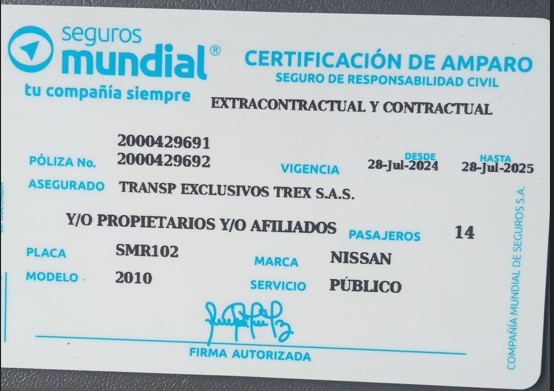 seguros
mundial®
tu compañía siempre
CERTIFICACIÓN DE AMPARO
SEGURO DE RESPONSABILIDAD CIVIL
EXTRACONTRACTUAL Y CONTRACTUAL
2000429691
PÓLIZA No. 2000429692 VIGENCIA DESDE 28-Jul-2024 HASTA 28-Jul-2025
ASEGURADO TRANSP EXCLUSIVOS TREX S.A.S.
Y/O PROPIETARIOS Y/O AFILIADOS PASAJEROS 14
PLACA SMR102 MARCA NISSAN
MODELO 2010 SERVICIO PÚBLICO
FIRMA AUTORIZADA
COMPAÑÍA MUNDIAL DE SEGUROS S.A.